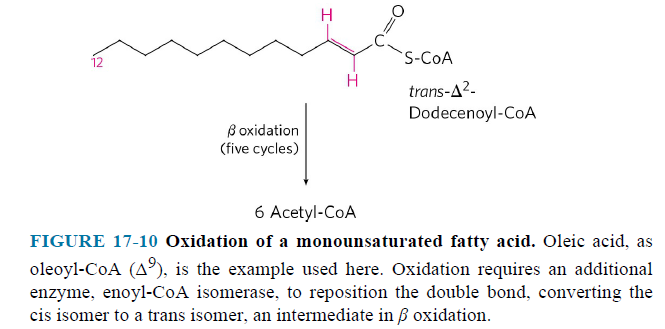 H
O
C
12
S-CoA
H
trans-Δ²-
Dodecenoyl-CoA
β oxidation
(five cycles)
6 Acetyl-CoA
FIGURE 17-10 Oxidation of a monounsaturated fatty acid. Oleic acid, as
oleoyl-CoA (Δ⁹), is the example used here. Oxidation requires an additional
enzyme, enoyl-CoA isomerase, to reposition the double bond, converting the
cis isomer to a trans isomer, an intermediate in β oxidation.